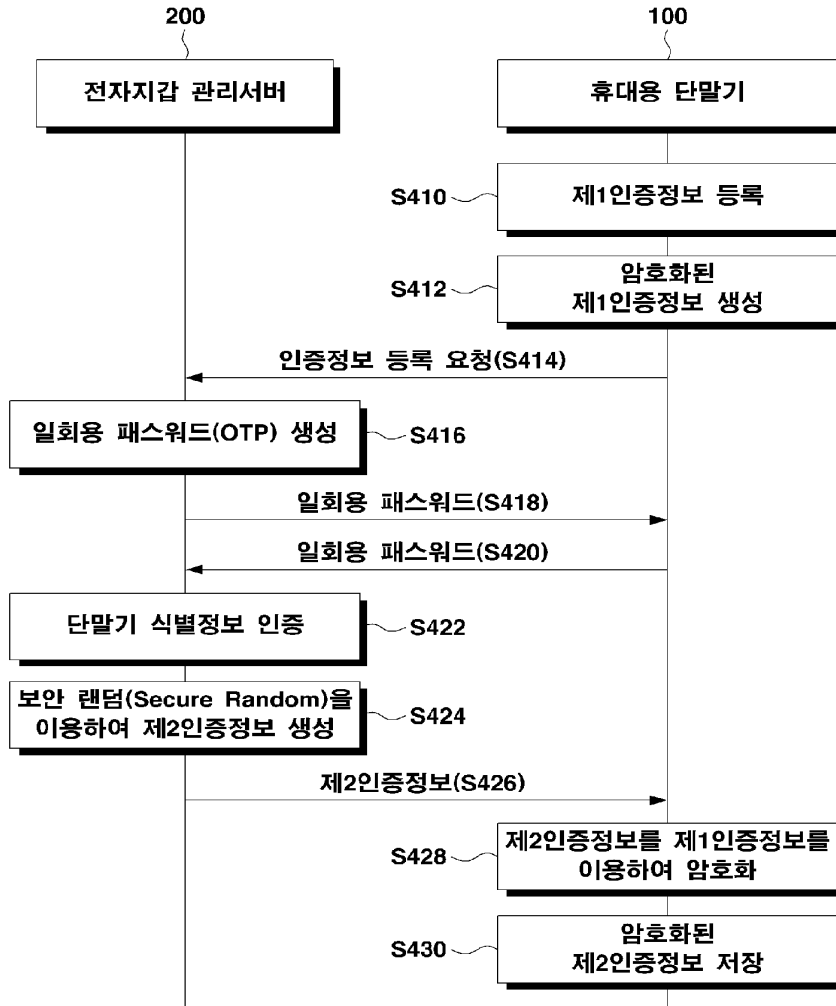 200
100
전자지갑 관리서버
휴대용 단말기
S410
제1인증정보 등록
S412
암호화된
제1인증정보 생성
인증정보 등록 요청(S414)
일회용 패스워드(OTP) 생성
S416
일회용 패스워드(S418)
일회용 패스워드(S420)
단말기 식별정보 인증
S422
보안 랜덤(Secure Random)을
이용하여 제2인증정보 생성
S424
제2인증정보(S426)
S428
제2인증정보를 제1인증정보를
이용하여 암호화
S430
암호화된
제2인증정보 저장